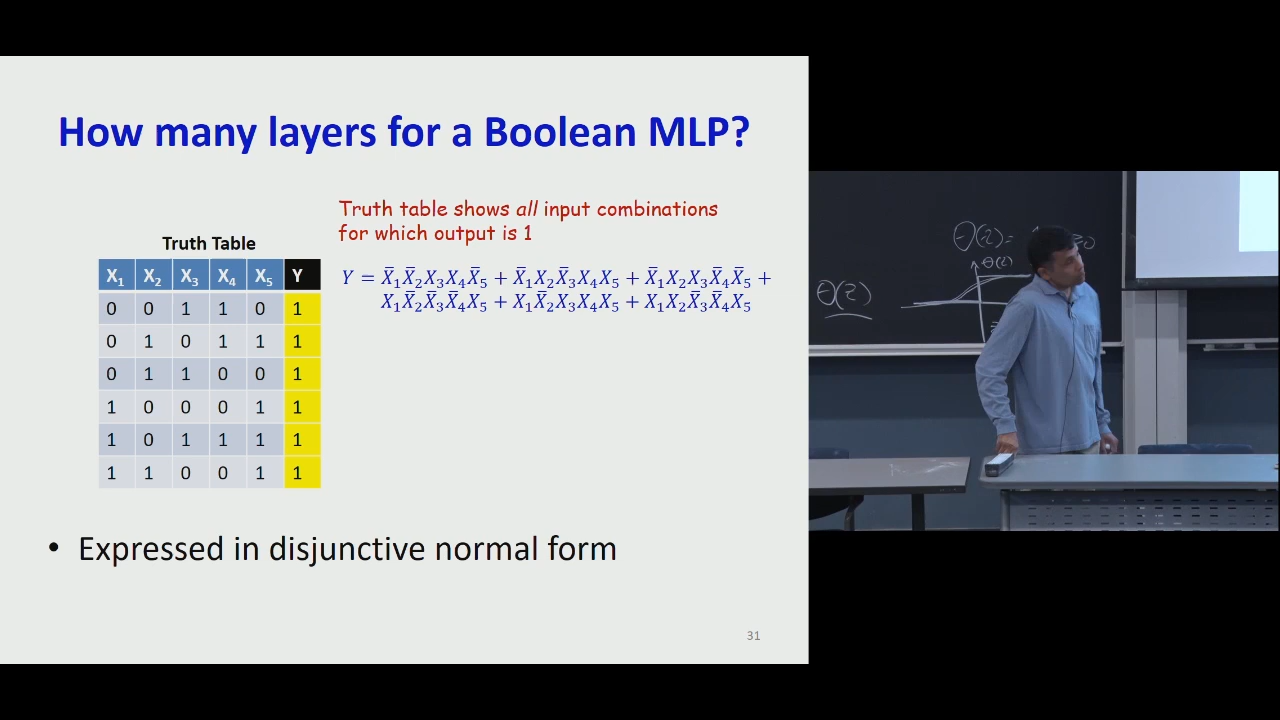 How many layers for a Boolean MLP?
Truth table shows all input combinations
for which output is 1
Truth Table
X₁ X₂ X₃ X₄ X₅ Y
0 0 1 1 0 1
0 1 0 1 1 1
0 1 1 0 0 1
1 0 0 0 1 1
1 0 1 1 1 1
1 1 0 0 1 1
Y = X̄₁X̄₂X₃X₄X̄₅ + X̄₁X₂X̄₃X₄X₅ + X̄₁X₂X₃X̄₄X̄₅ +
X₁X̄₂X̄₃X̄₄X₅ + X₁X̄₂X₃X₄X₅ + X₁X₂X̄₃X̄₄X₅
• Expressed in disjunctive normal form
31
Θ(z) =
Θ(z)
Θ(z)